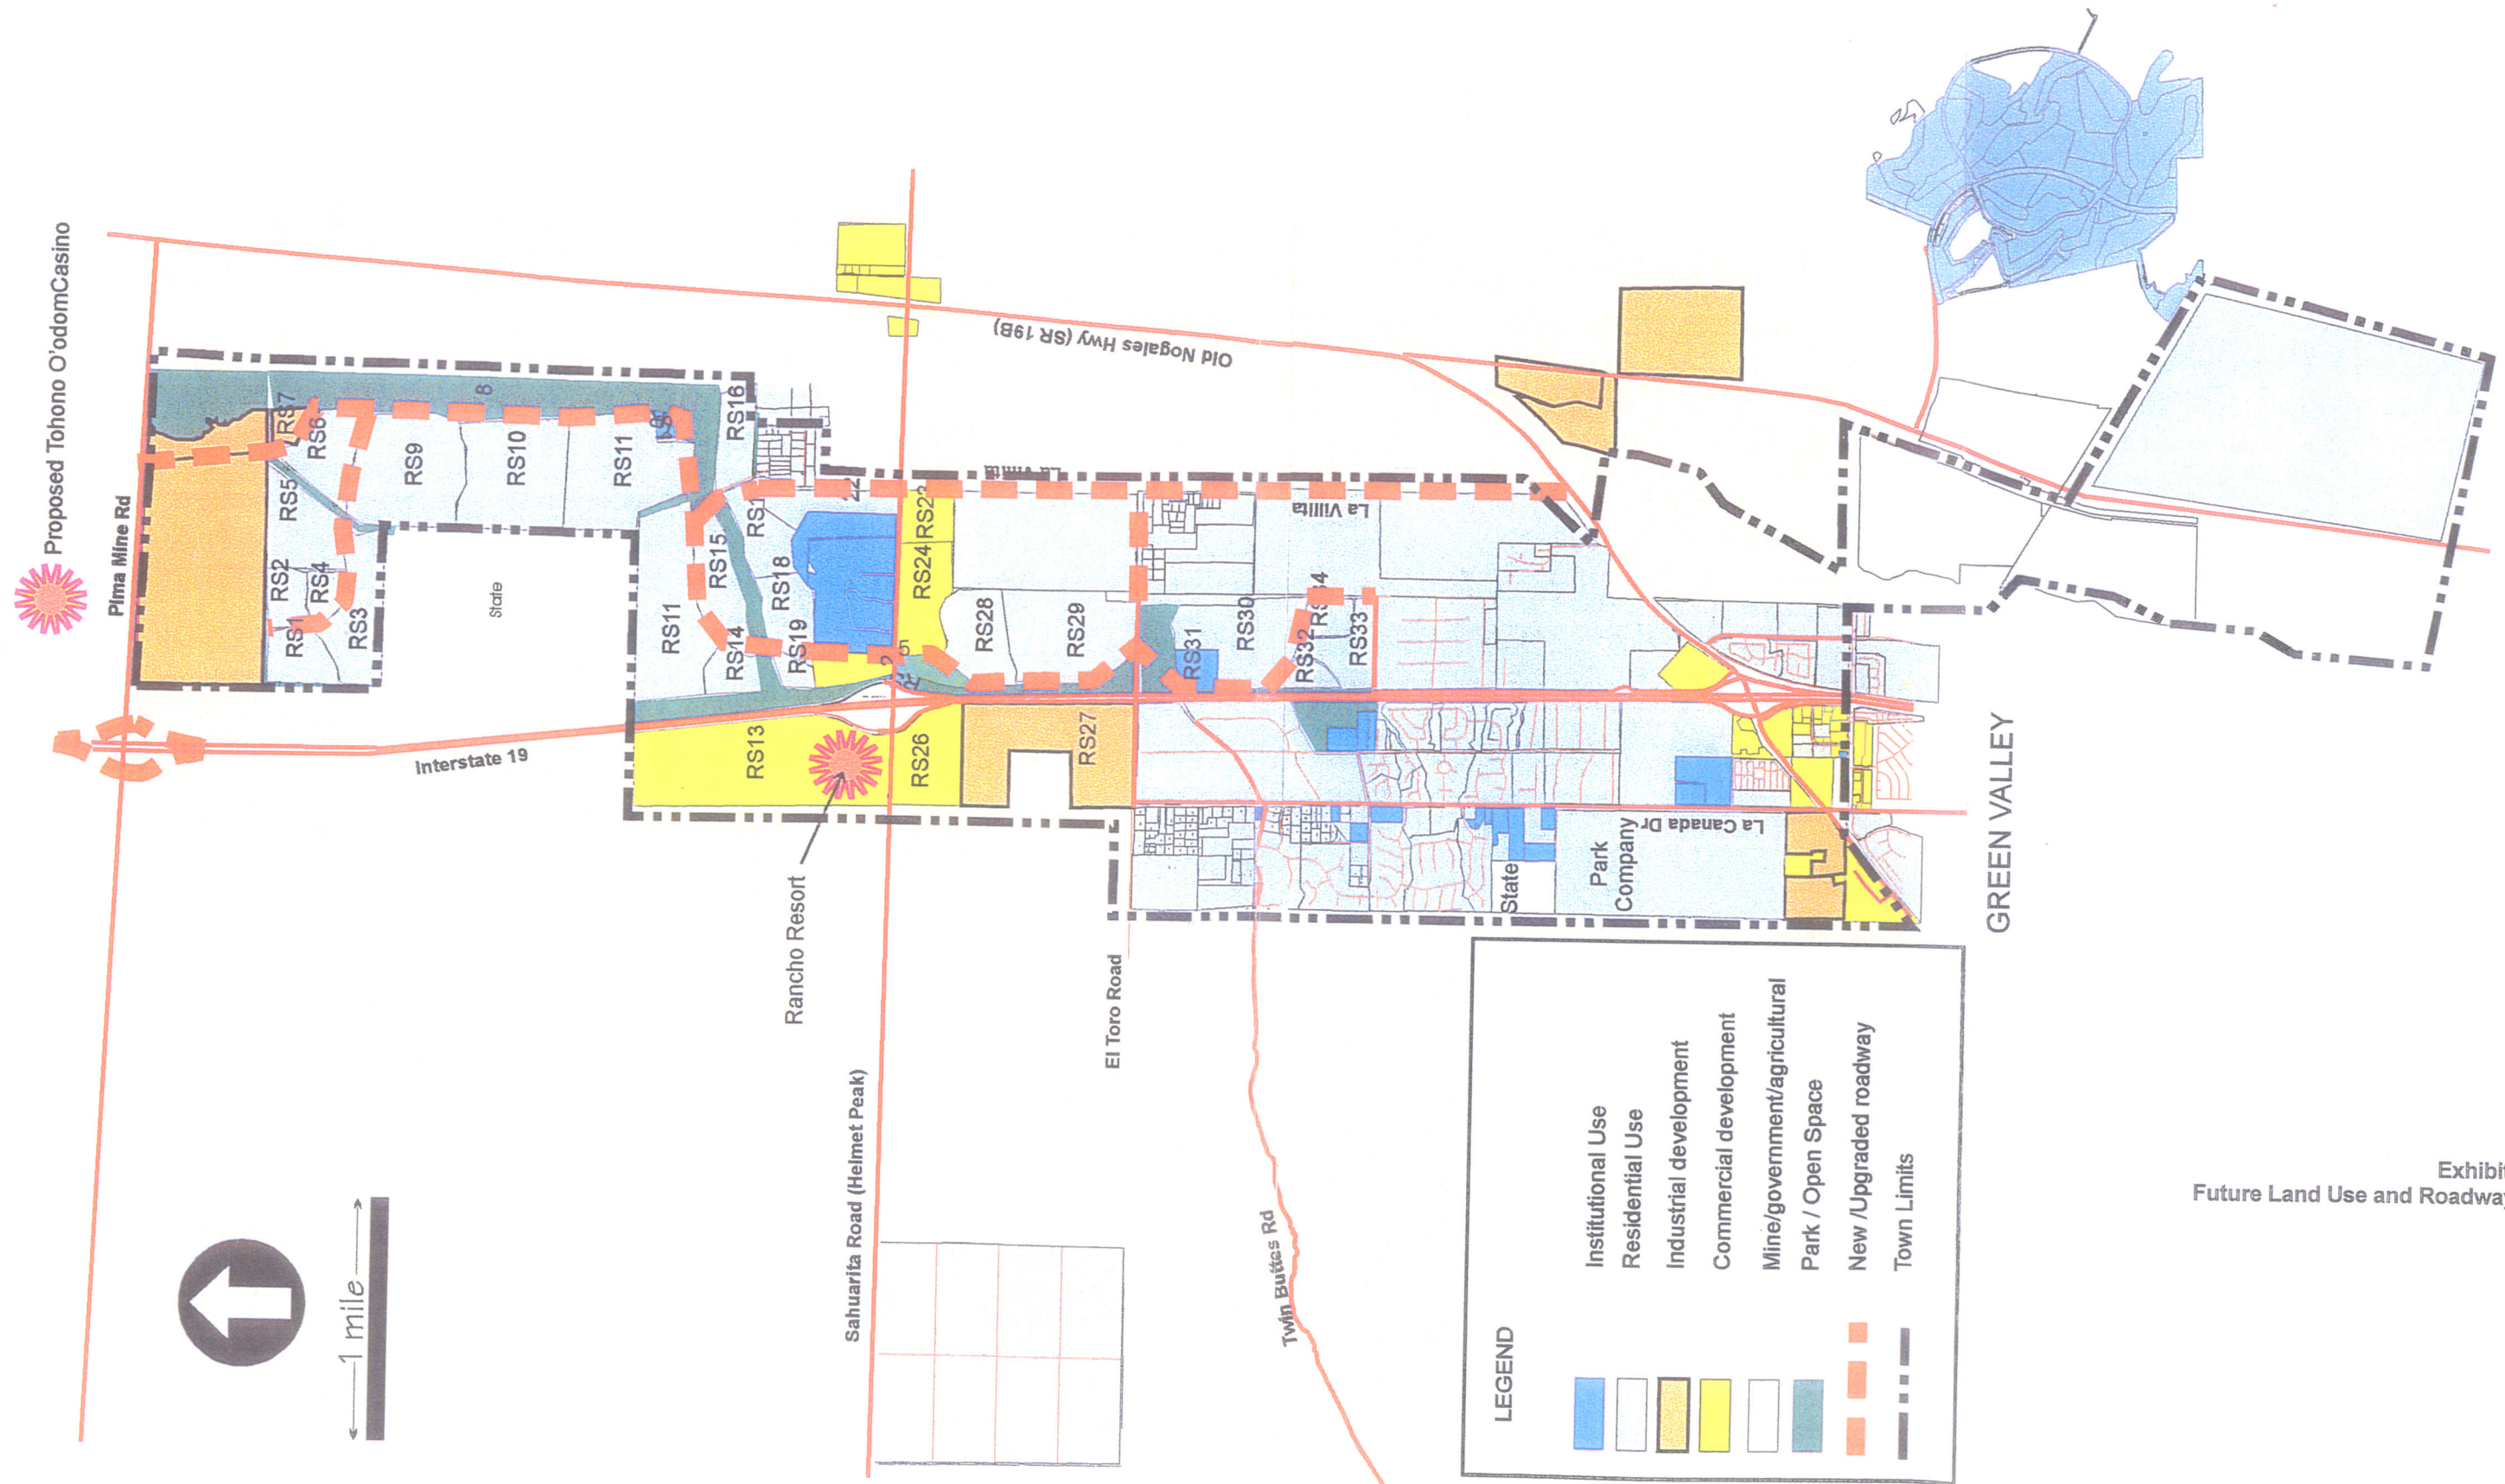 Proposed Tohono O'odomCasino
Pima Mine Rd
Interstate 19
State
RS1
RS2
RS3
RS4
RS5
RS6
RS7
8
RS9
RS10
RS11
RS11
RS13
RS14
RS15
RS16
RS18
RS19
RS24
RS26
RS27
RS28
RS29
RS30
RS31
RS32
RS33
Old Nogales Hwy (SR 19B)
La Villita
Rancho Resort
Sahuarita Road (Helmet Peak)
El Toro Road
Twin Buttes Rd
La Canada Dr
State
Park
Company
GREEN VALLEY
1 mile
LEGEND
Institutional Use
Residential Use
Industrial development
Commercial development
Mine/government/agricultural
Park / Open Space
New /Upgraded roadway
Town Limits
Exhibit
Future Land Use and Roadway